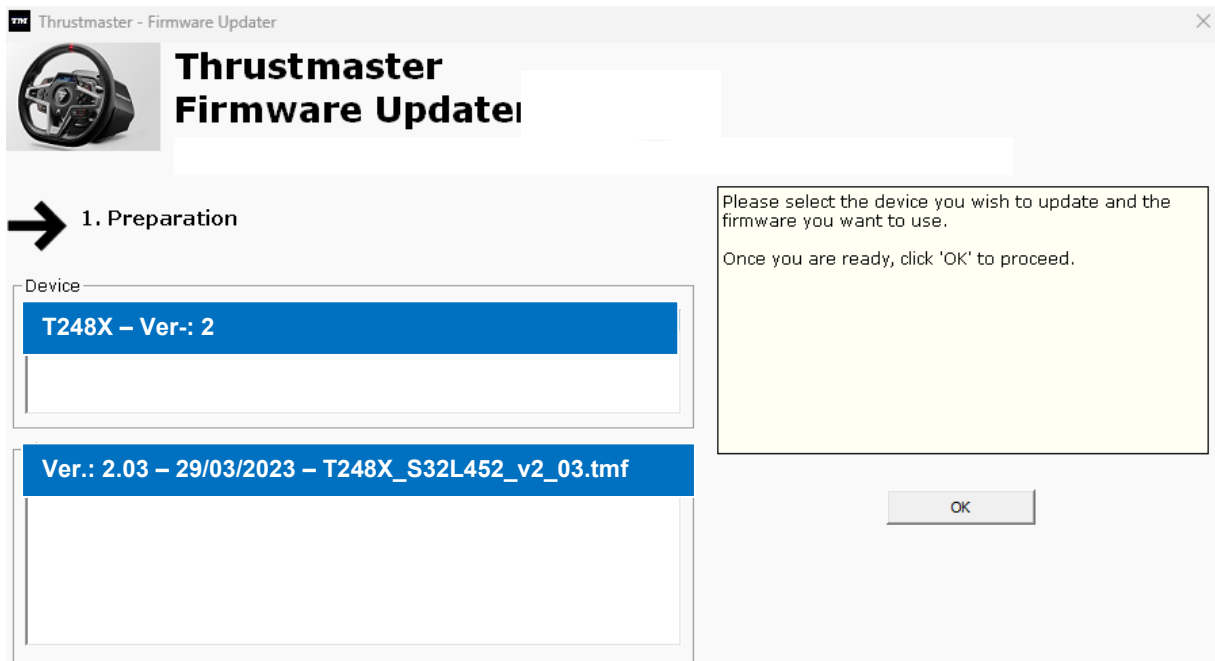 TM Thrustmaster - Firmware Updater
Thrustmaster
Firmware Updater
1. Preparation
Please select the device you wish to update and the
firmware you want to use.
Once you are ready, click 'OK' to proceed.
Device
T248X – Ver-: 2
Ver.: 2.03 – 29/03/2023 – T248X_S32L452_v2_03.tmf
OK